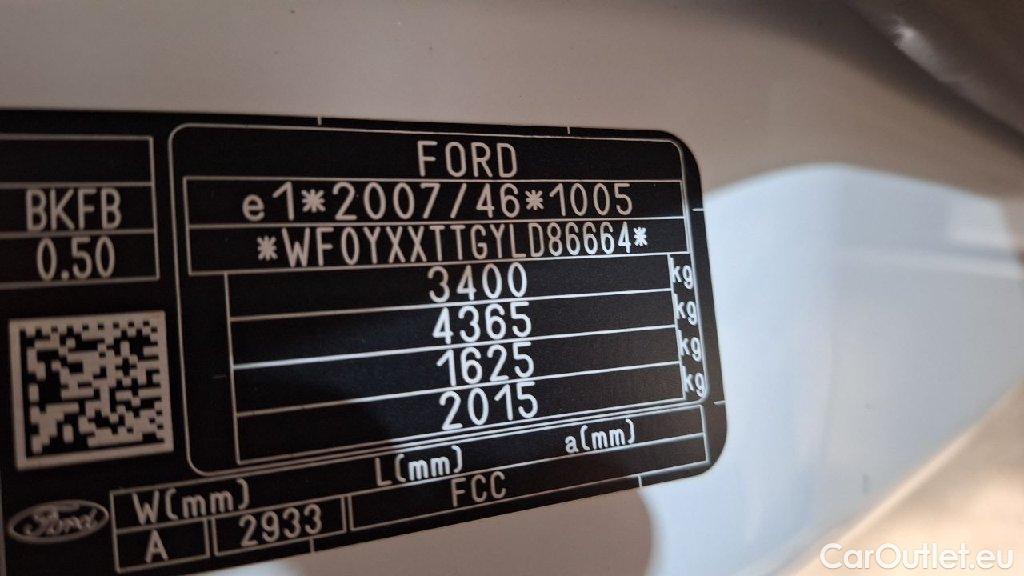 FORD
e1*2007/46*1005
*WF0YXXTTGYLD86664*
3400 kg
4365 kg
1625 kg
2015 kg
BKFB
0.50
W(mm) L(mm) a(mm)
A 2933 FCC
Ford
CarOutlet.eu